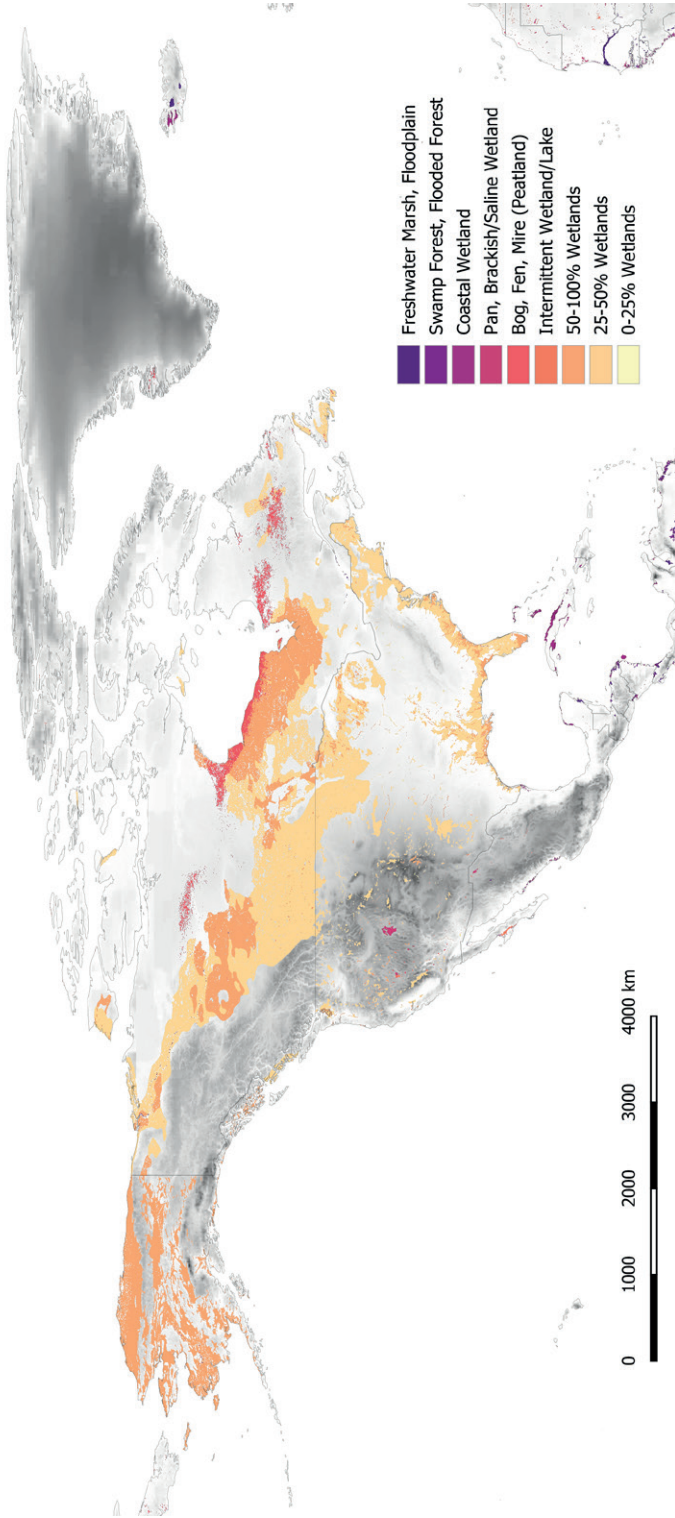 Freshwater Marsh, Floodplain
Swamp Forest, Flooded Forest
Coastal Wetland
Pan, Brackish/Saline Wetland
Bog, Fen, Mire (Peatland)
Intermittent Wetland/Lake
50-100% Wetlands
25-50% Wetlands
0-25% Wetlands
0 1000 2000 3000 4000 km